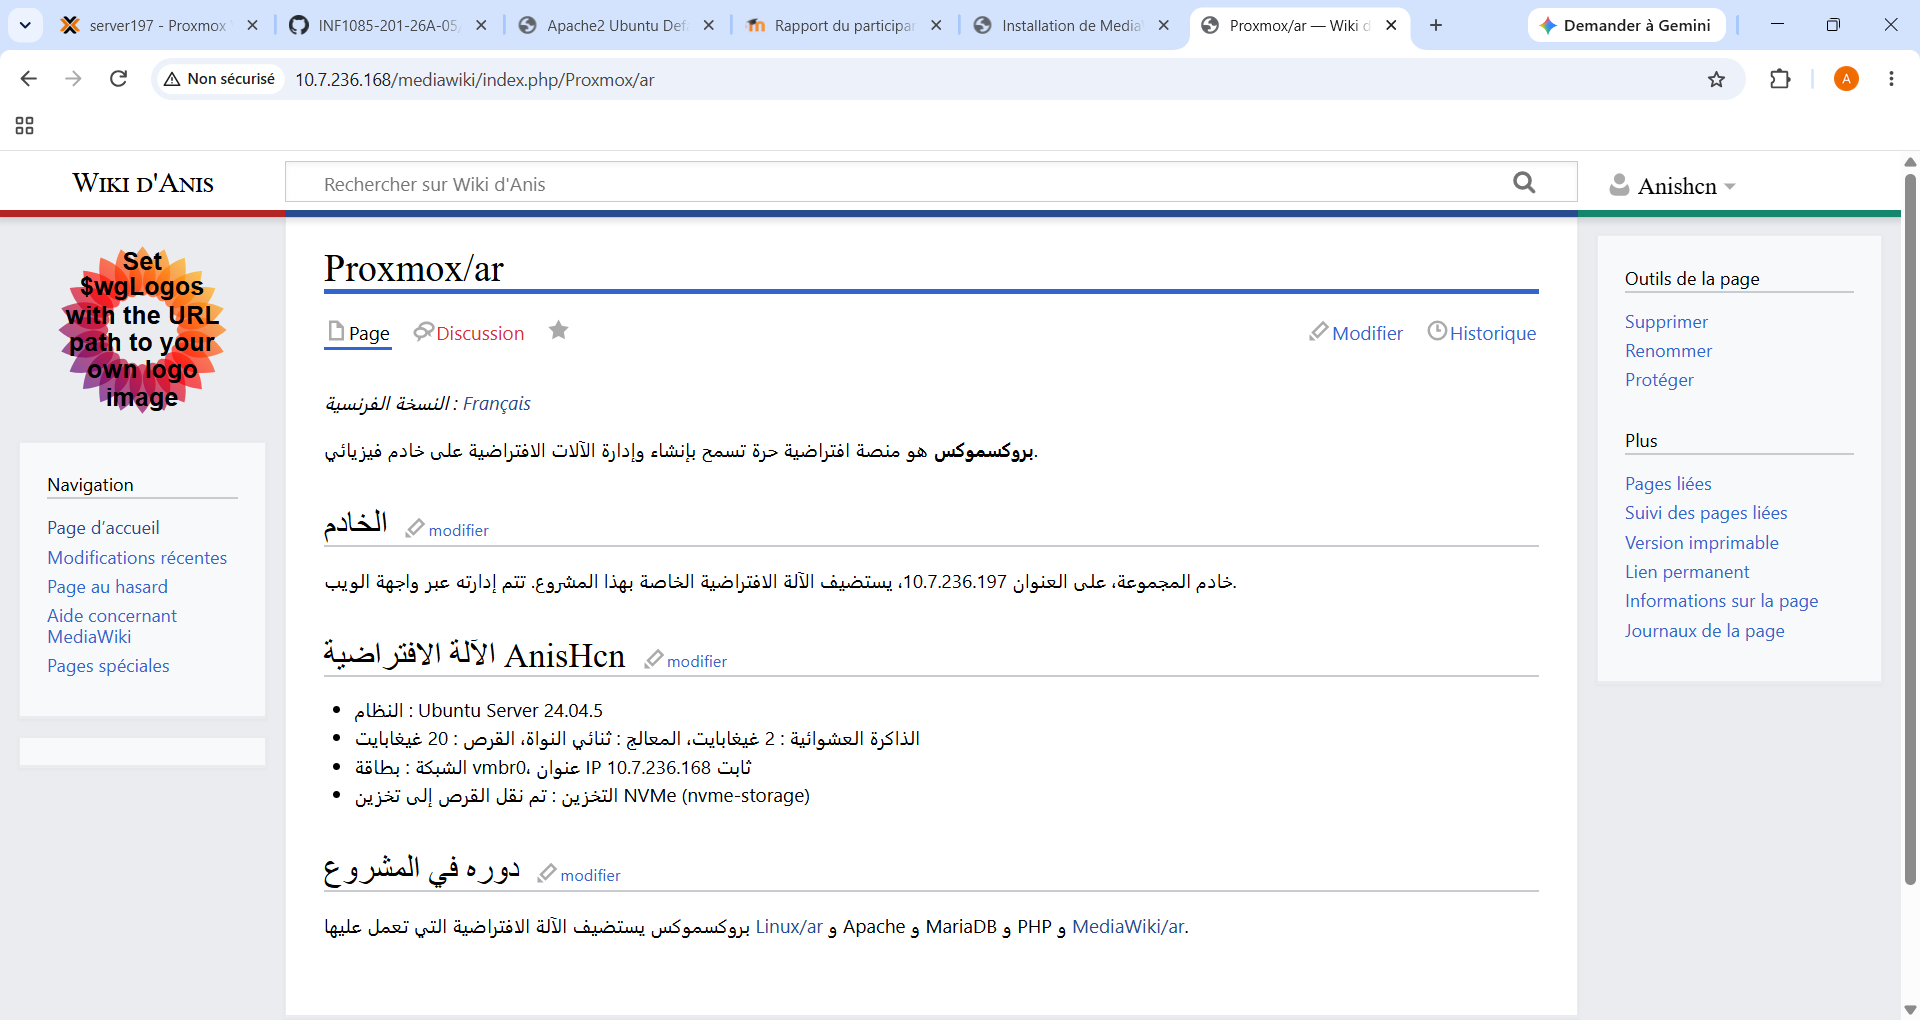 server197 - Proxmox
INF1085-201-26A-05
Apache2 Ubuntu Def
Rapport du participan
Installation de Media
Proxmox/ar — Wiki d
Demander à Gemini
Non sécurisé
10.7.236.168/mediawiki/index.php/Proxmox/ar
A
Wiki d'Anis
Rechercher sur Wiki d'Anis
Anishcn
Set
$wgLogos
with the URL
path to your
own logo
image
Navigation
Page d’accueil
Modifications récentes
Page au hasard
Aide concernant
MediaWiki
Pages spéciales
Proxmox/ar
Page
Discussion
Modifier
Historique
النسخة الفرنسية : Français
بروكسموكس هو منصة افتراضية حرة تسمح بإنشاء وإدارة الآلات الافتراضية على خادم فيزيائي.
الخادم modifier
خادم المجموعة، على العنوان 10.7.236.197، يستضيف الآلة الافتراضية الخاصة بهذا المشروع. تتم إدارته عبر واجهة الويب.
الآلة الافتراضية AnisHcn modifier
• النظام : Ubuntu Server 24.04.5
• الذاكرة العشوائية : 2 غيغابايت، المعالج : ثنائي النواة، القرص : 20 غيغابايت
• الشبكة : بطاقة vmbr0، عنوان IP 10.7.236.168 ثابت
• التخزين : تم نقل القرص إلى تخزين NVMe (nvme-storage)
دوره في المشروع modifier
بروكسموكس يستضيف الآلة الافتراضية التي تعمل عليها Linux/ar و Apache و MariaDB و PHP و MediaWiki/ar.
Outils de la page
Supprimer
Renommer
Protéger
Plus
Pages liées
Suivi des pages liées
Version imprimable
Lien permanent
Informations sur la page
Journaux de la page